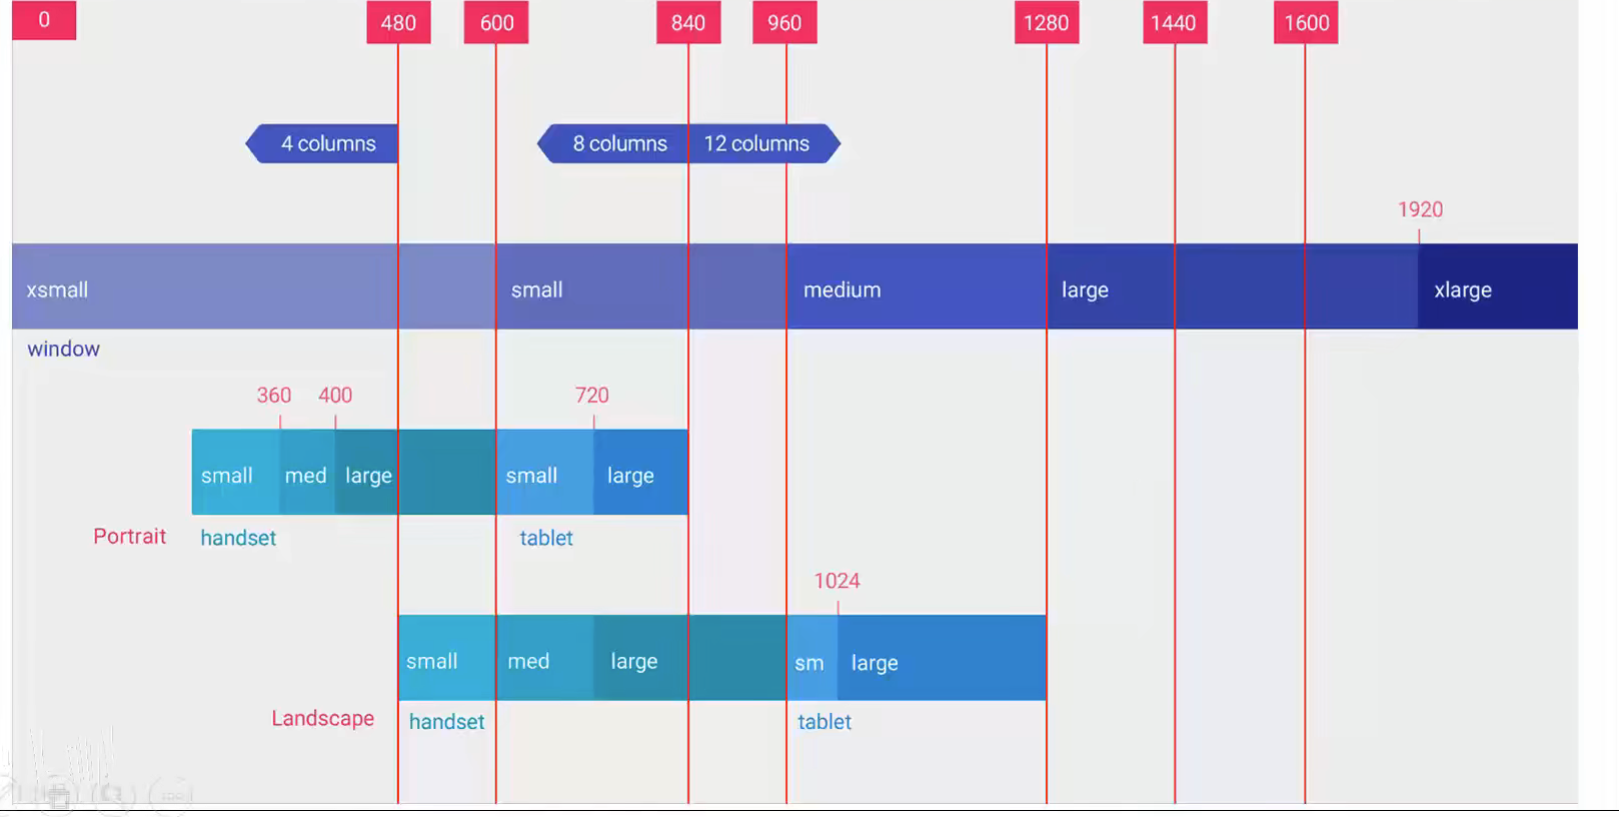 0 480 600 840 960 1280 1440 1600
4 columns 8 columns 12 columns
1920
xsmall small medium large xlarge
window
360 400 720
small med large small large
Portrait handset tablet
1024
small med large sm large
Landscape handset tablet